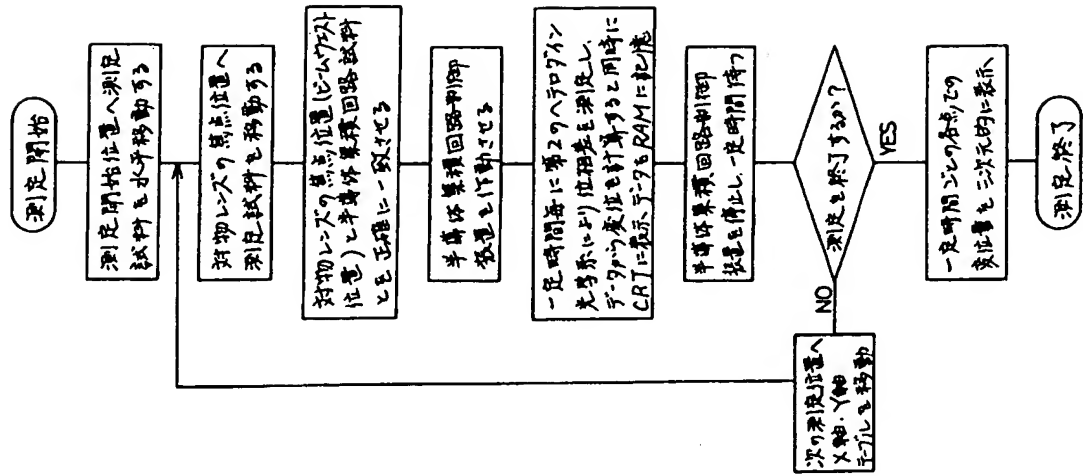 測定開始
測定開始位置へ測定
試料を水平移動する
対物レンズの焦点位置へ
測定試料を移動する
対物レンズの焦点位置(ビームウエスト
位置)と半導体集積回路試料
とを正確に一致させる
半導体集積回路制御
装置を作動させる
一定時間毎に第2のヘテロダイン
光学系により位相差を測定し、
データから変位を計算すると同時に
CRTに表示、データをRAMに記憶
半導体集積回路制御
装置を停止し、一定時間待つ
測定を終了するか?
NO
YES
次の測定位置へ
X軸、Y軸
テーブルを移動
一定時間ごとの各点での
変位量を二次元的に表示
測定終了